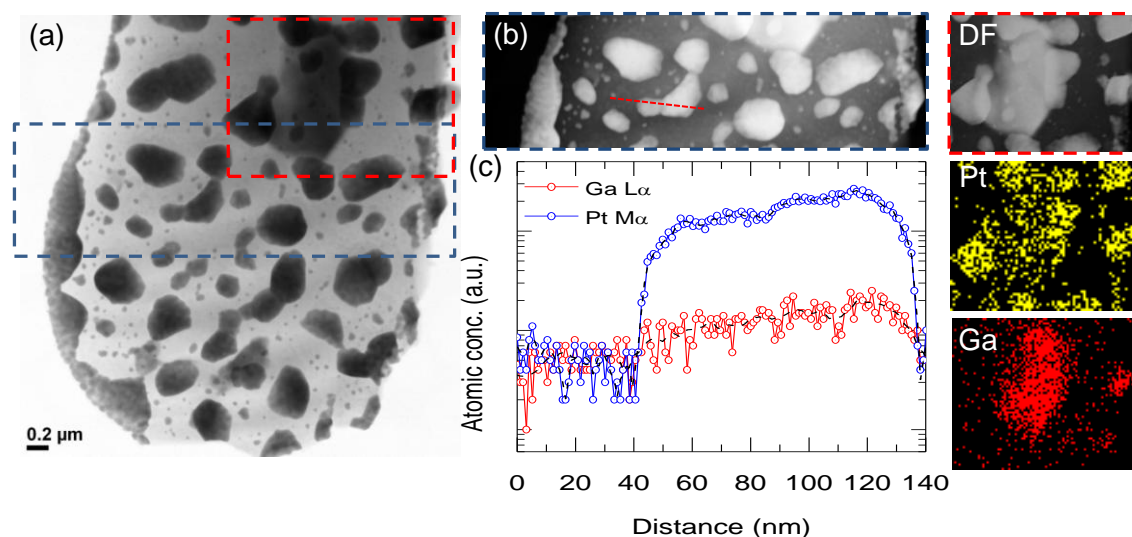 (a)
0.2 µm
(b)
(c)
Ga Lα
Pt Mα
Atomic conc. (a.u.)
0 20 40 60 80 100 120 140
Distance (nm)
DF
Pt
Ga